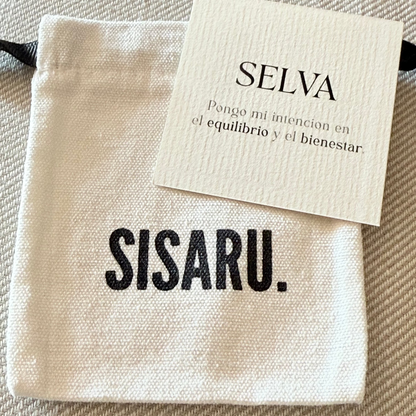 SELVA
Pongo mi intencion en
el equilibrio y el bienestar.
SISARU.